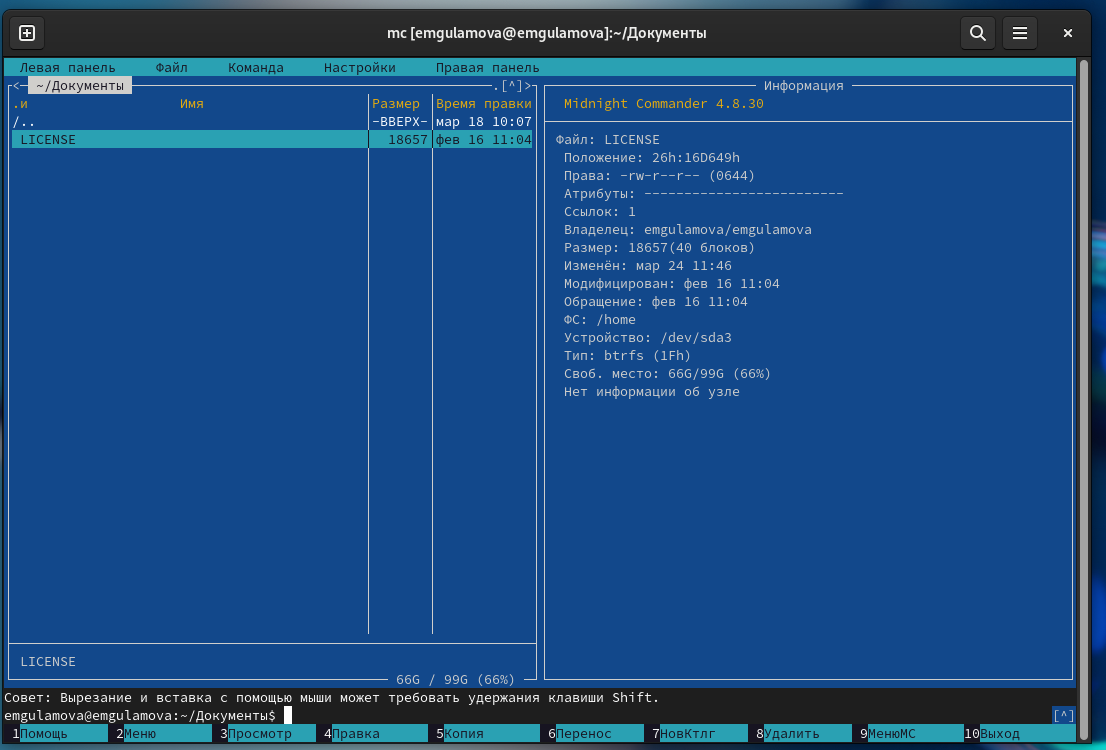 mc [emgulamova@emgulamova]:~/Документы
Левая панель Файл Команда Настройки Правая панель
<─ ~/Документы .[^]>
.и Имя Размер Время правки
/.. -ВВЕРХ- мар 18 10:07
LICENSE 18657 фев 16 11:04
LICENSE
66G / 99G (66%)
Информация
Midnight Commander 4.8.30
Файл: LICENSE
Положение: 26h:16D649h
Права: -rw-r--r-- (0644)
Атрибуты: -------------------------
Ссылок: 1
Владелец: emgulamova/emgulamova
Размер: 18657(40 блоков)
Изменён: мар 24 11:46
Модифицирован: фев 16 11:04
Обращение: фев 16 11:04
ФС: /home
Устройство: /dev/sda3
Тип: btrfs (1Fh)
Своб. место: 66G/99G (66%)
Нет информации об узле
Совет: Вырезание и вставка с помощью мыши может требовать удержания клавиши Shift.
emgulamova@emgulamova:~/Документы$ [^]
1Помощь 2Меню 3Просмотр 4Правка 5Копия 6Перенос 7НовКтлг 8Удалить 9МенюМС 10Выход